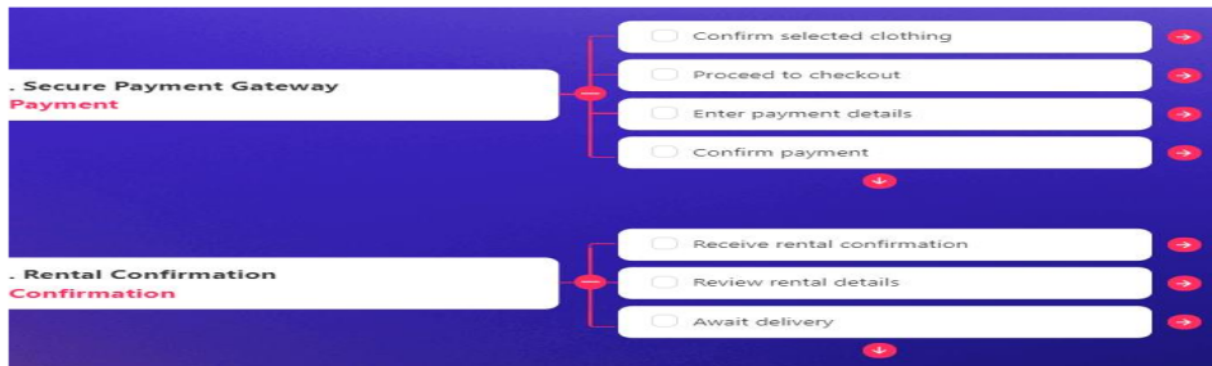 . Secure Payment Gateway
Payment
Confirm selected clothing
Proceed to checkout
Enter payment details
Confirm payment
. Rental Confirmation
Confirmation
Receive rental confirmation
Review rental details
Await delivery